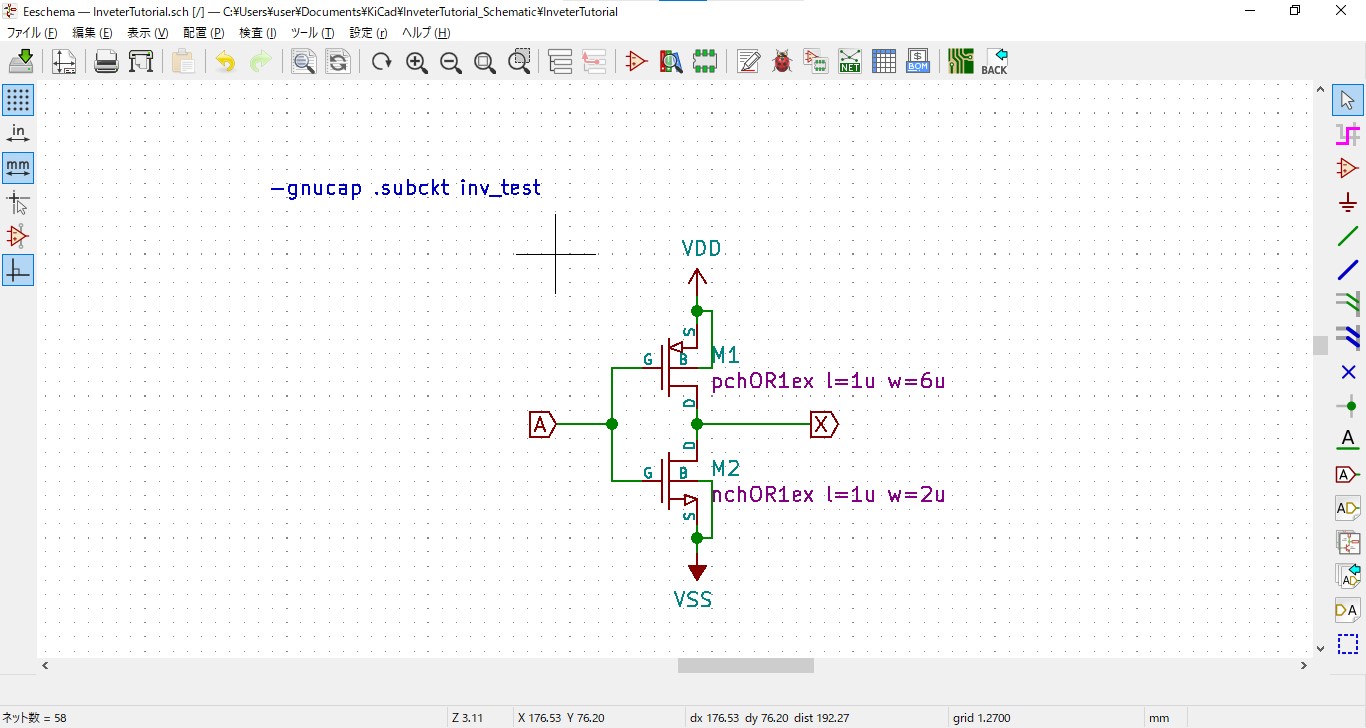 Eeschema — InveterTutorial.sch [/] — C:¥Users¥user¥Documents¥KiCad¥InveterTutorial_Schematic¥InveterTutorial
ファイル (F) 編集 (E) 表示 (V) 配置 (P) 検査 (I) ツール (T) 設定 (r) ヘルプ (H)
NET BOM BACK
in
mm
-gnucap .subckt inv_test
VDD
S
G B M1
pchOR1ex l=1u w=6u
D
A X
D
G B M2
nchOR1ex l=1u w=2u
S
VSS
A
A
AD
AD
DA
ネット数 = 58 Z 3.11 X 176.53 Y 76.20 dx 176.53 dy 76.20 dist 192.27 grid 1.2700 mm